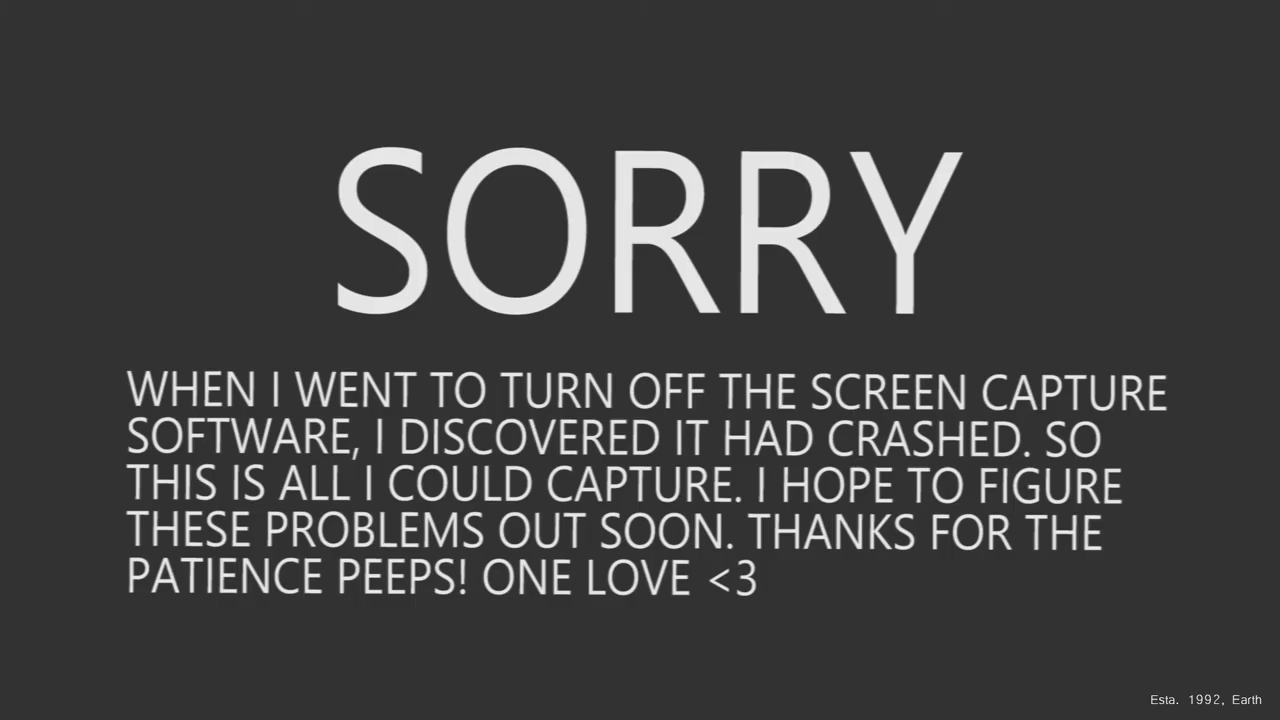 SORRY
WHEN I WENT TO TURN OFF THE SCREEN CAPTURE
SOFTWARE, I DISCOVERED IT HAD CRASHED. SO
THIS IS ALL I COULD CAPTURE. I HOPE TO FIGURE
THESE PROBLEMS OUT SOON. THANKS FOR THE
PATIENCE PEEPS! ONE LOVE <3
Esta. 1992, Earth